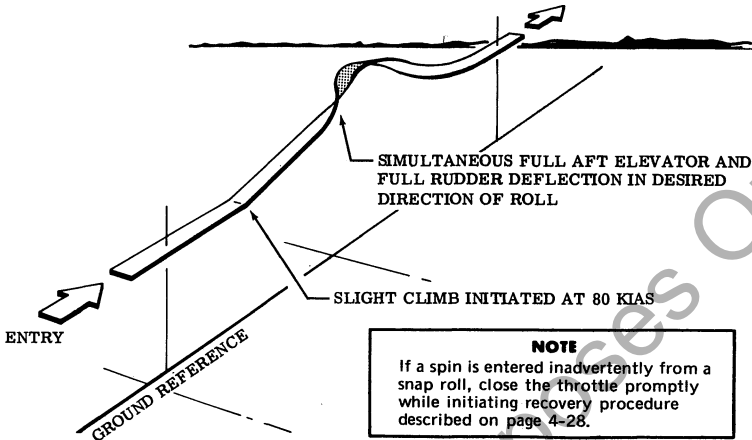 SIMULTANEOUS FULL AFT ELEVATOR AND
FULL RUDDER DEFLECTION IN DESIRED
DIRECTION OF ROLL
SLIGHT CLIMB INITIATED AT 80 KIAS
ENTRY
GROUND REFERENCE
NOTE
If a spin is entered inadvertently from a
snap roll, close the throttle promptly
while initiating recovery procedure
described on page 4-28.